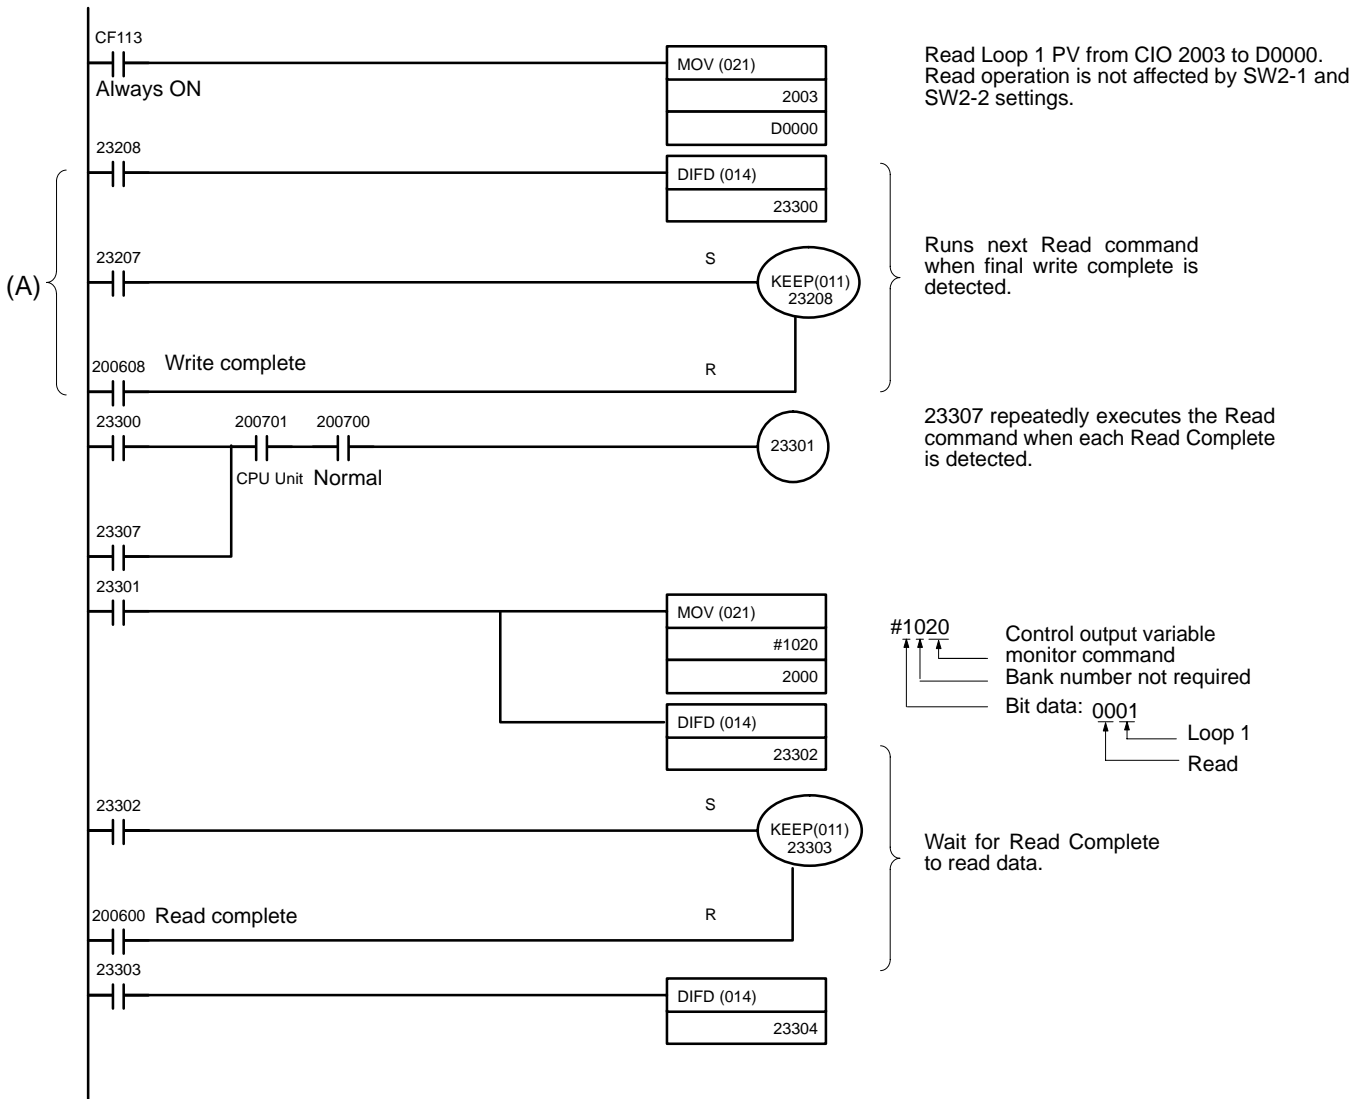 CF113
Always ON
MOV (021)
2003
D0000
Read Loop 1 PV from CIO 2003 to D0000.
Read operation is not affected by SW2-1 and
SW2-2 settings.
23208
DIFD (014)
23300
(A)
23207
S
KEEP(011)
23208
Runs next Read command
when final write complete is
detected.
200608
Write complete
R
23300
200701
200700
CPU Unit
Normal
23301
23307 repeatedly executes the Read
command when each Read Complete
is detected.
23307
23301
MOV (021)
#1020
2000
DIFD (014)
23302
#1020
Control output variable
monitor command
Bank number not required
Bit data:
0001
Loop 1
Read
23302
S
KEEP(011)
23303
Wait for Read Complete
to read data.
200600
Read complete
R
23303
DIFD (014)
23304